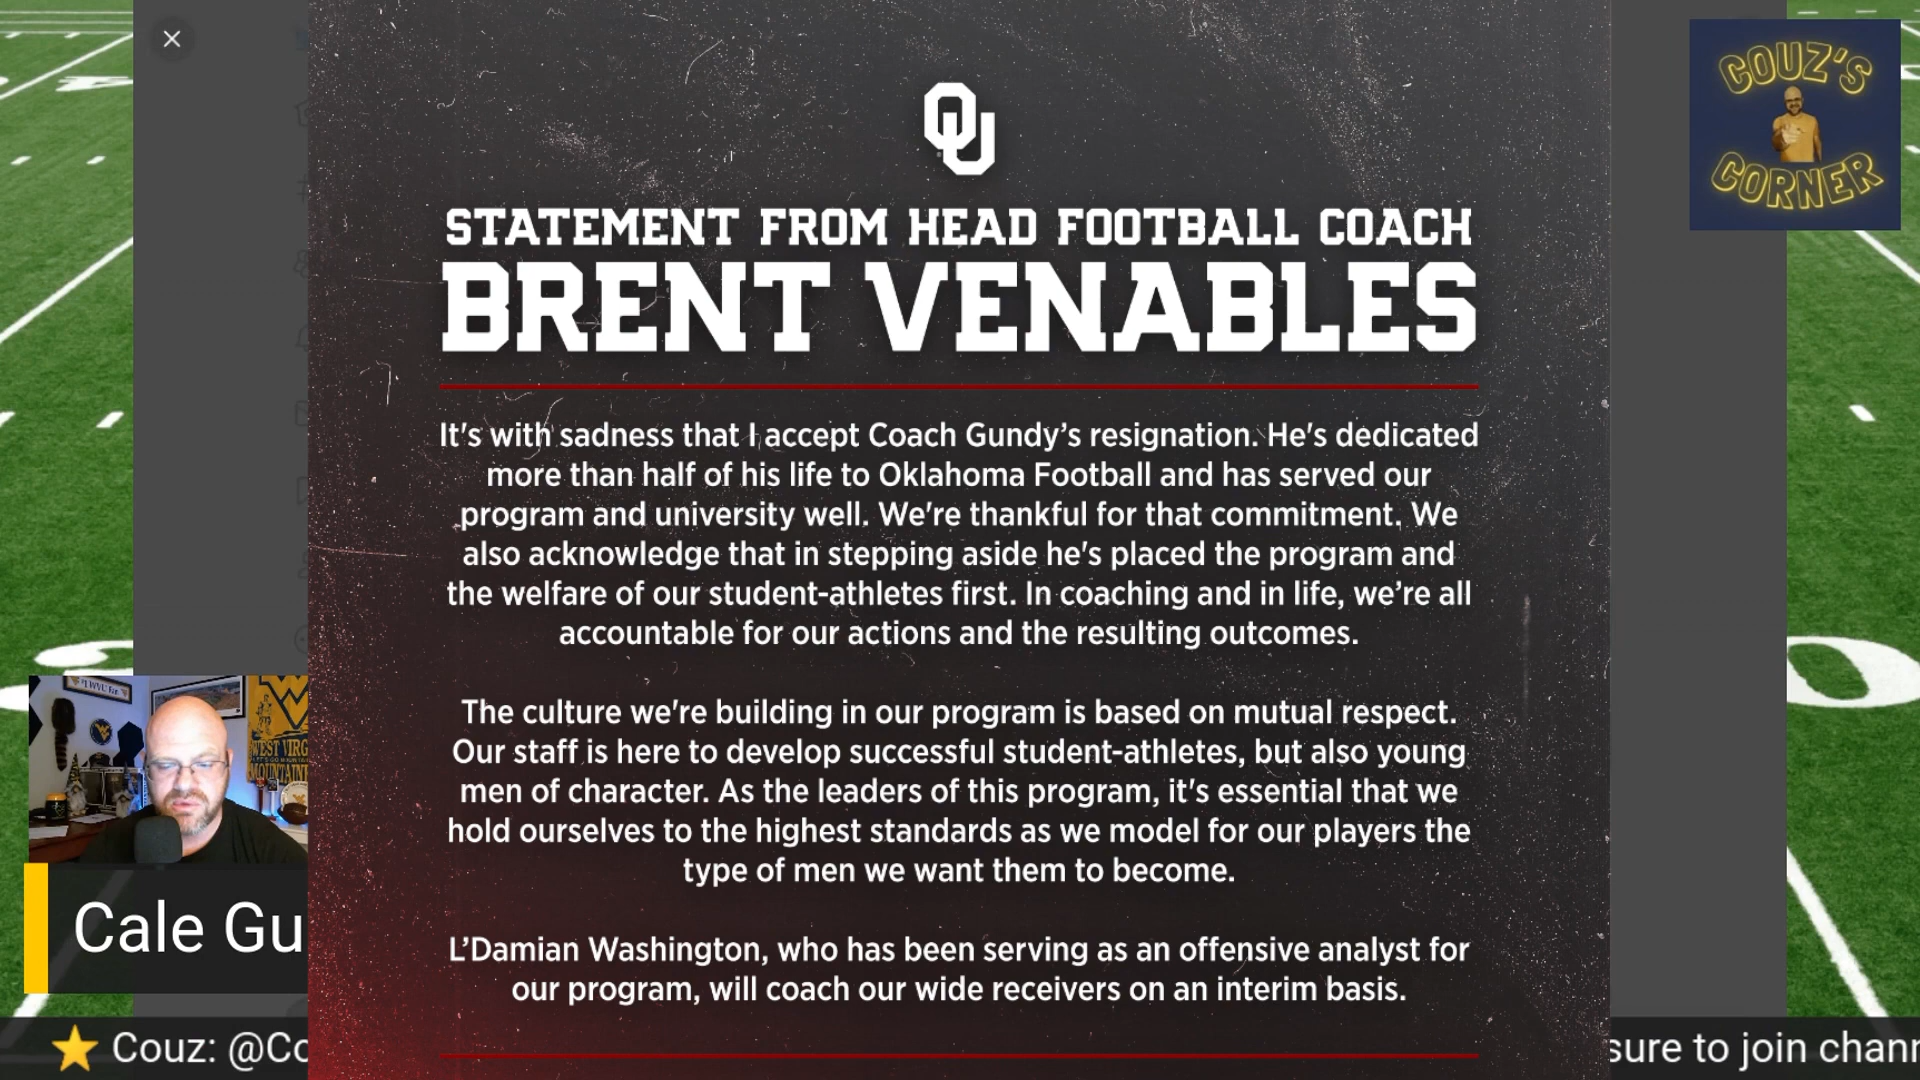 COUZ'S
CORNER
OU
STATEMENT FROM HEAD FOOTBALL COACH
BRENT VENABLES
It's with sadness that I accept Coach Gundy’s resignation. He's dedicated
more than half of his life to Oklahoma Football and has served our
program and university well. We're thankful for that commitment. We
also acknowledge that in stepping aside he's placed the program and
the welfare of our student-athletes first. In coaching and in life, we’re all
accountable for our actions and the resulting outcomes.
The culture we're building in our program is based on mutual respect.
Our staff is here to develop successful student-athletes, but also young
men of character. As the leaders of this program, it's essential that we
hold ourselves to the highest standards as we model for our players the
type of men we want them to become.
L’Damian Washington, who has been serving as an offensive analyst for
our program, will coach our wide receivers on an interim basis.
WEST VIRG
MOUNTAINE
Cale Gu
Couz: @Co
sure to join chann